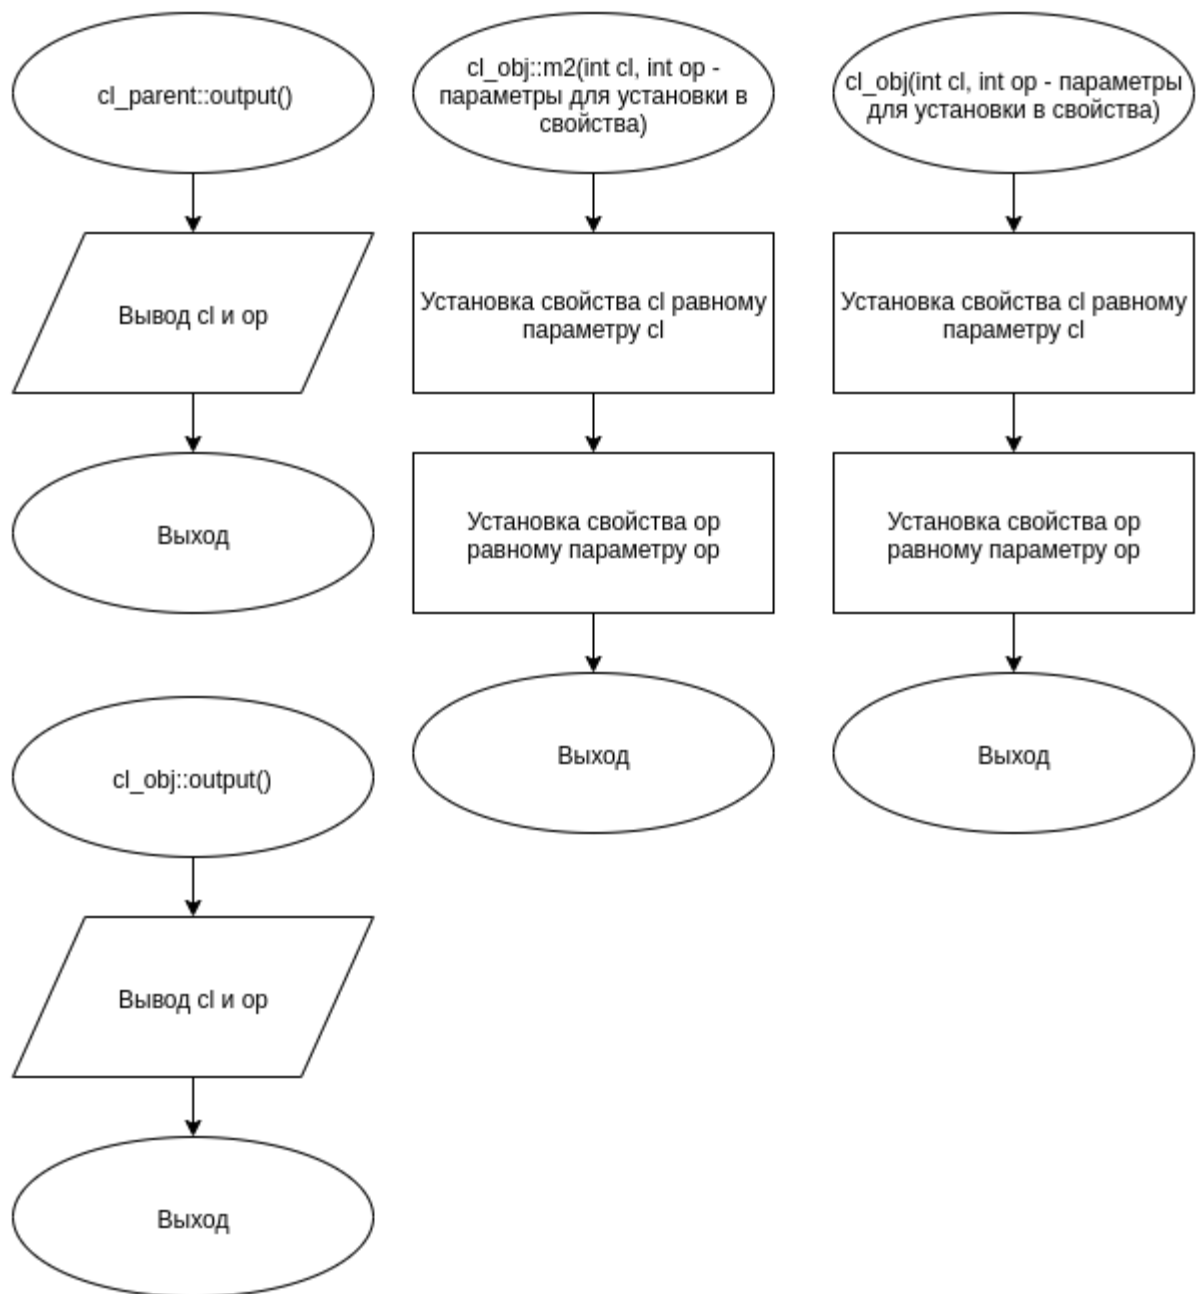 cl_parent::output()
Вывод cl и op
Выход
cl_obj::output()
Вывод cl и op
Выход
cl_obj::m2(int cl, int op -
параметры для установки в
свойства)
Установка свойства cl равному
параметру cl
Установка свойства op
равному параметру op
Выход
cl_obj(int cl, int op - параметры
для установки в свойства)
Установка свойства cl равному
параметру cl
Установка свойства op
равному параметру op
Выход